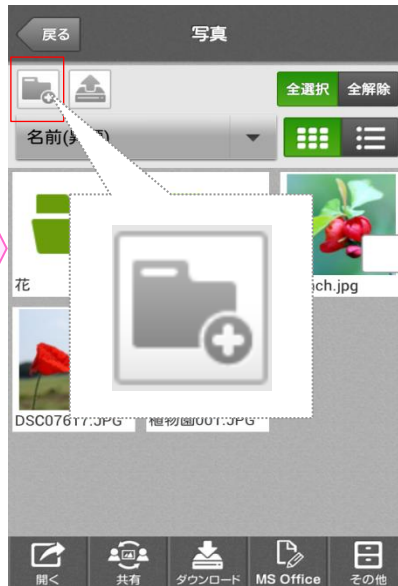 戻る
写真
全選択
全解除
名前(
花
ch.jpg
DSC07617.JPG
植物園001.JPG
開く
共有
ダウンロード
MS Office
その他